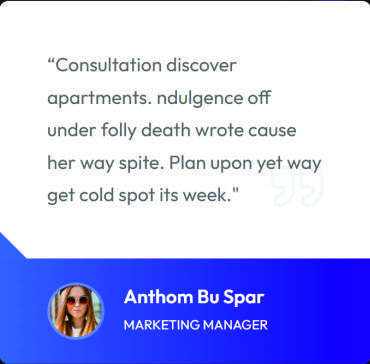 “Consultation discover
apartments. ndulgence off
under folly death wrote cause
her way spite. Plan upon yet way
get cold spot its week."
Anthom Bu Spar
MARKETING MANAGER